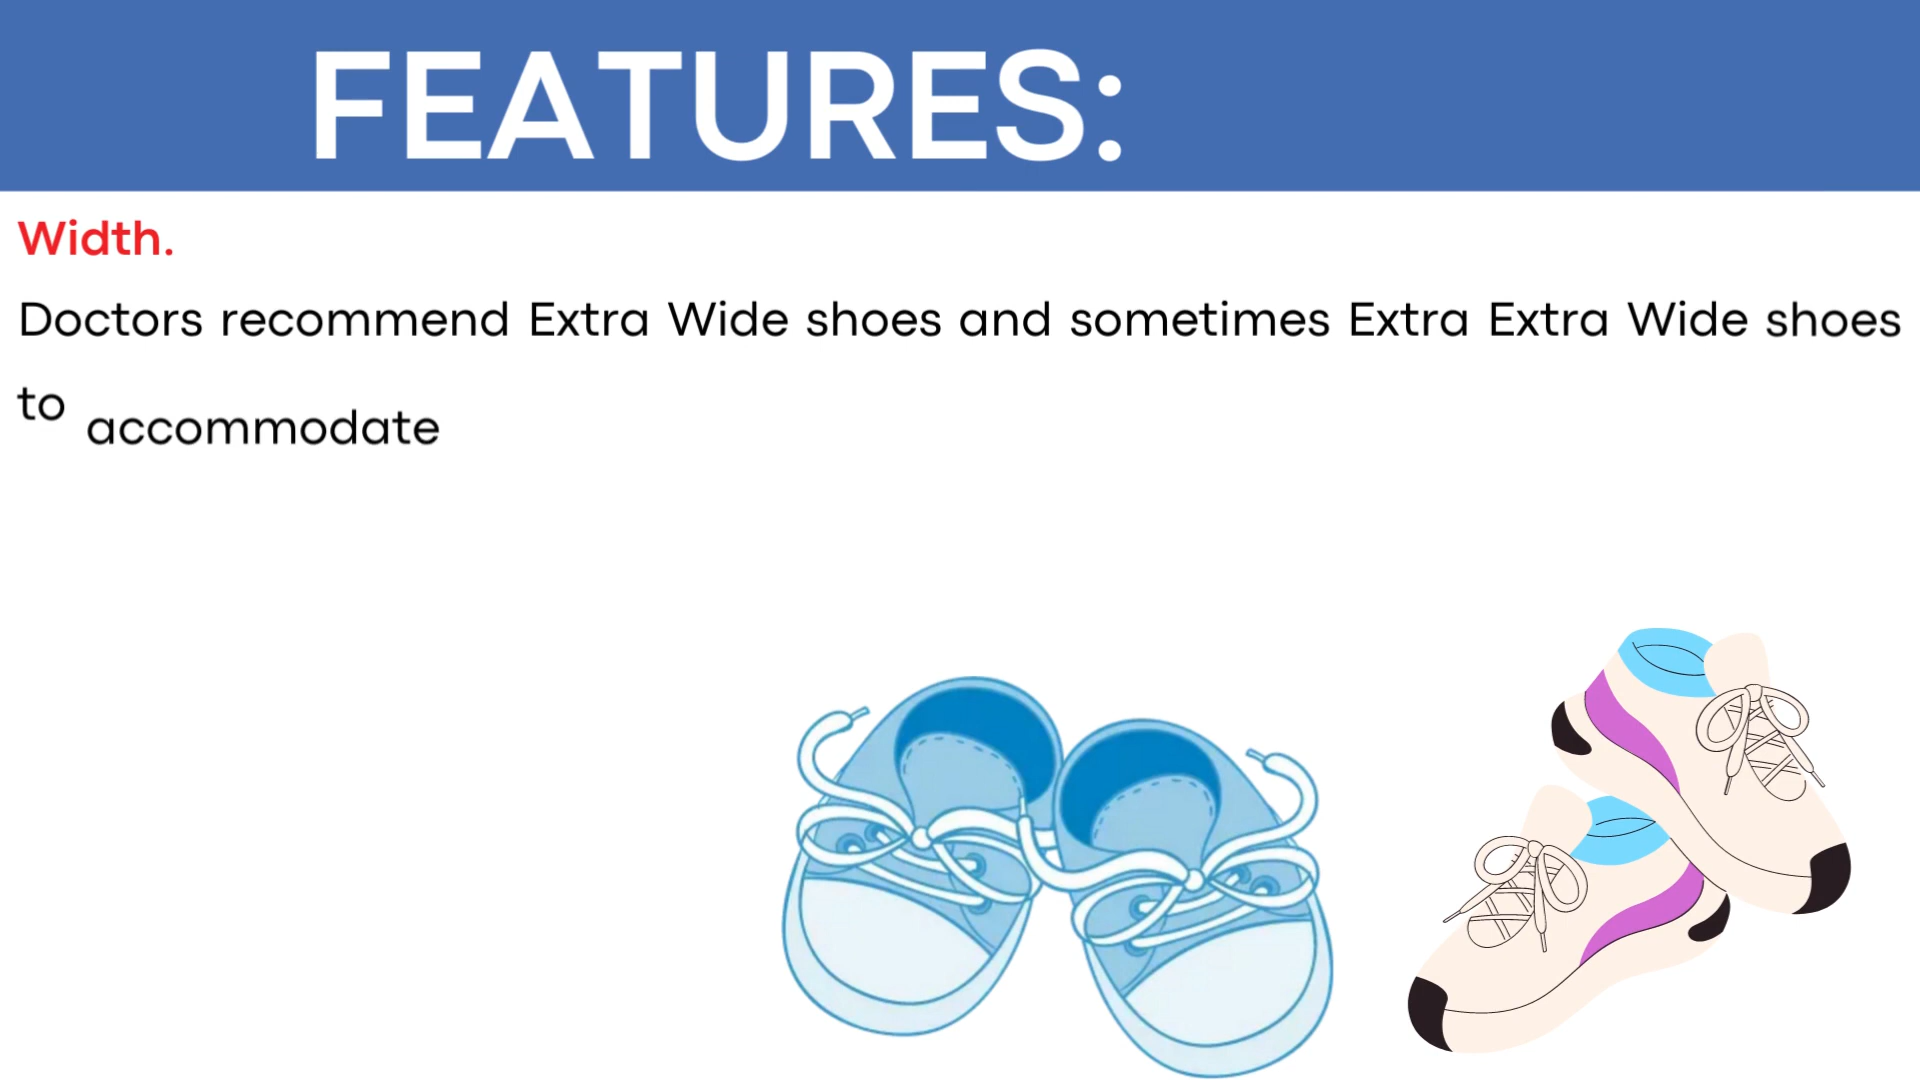 FEATURES:
Width.
Doctors recommend Extra Wide shoes and sometimes Extra Extra Wide shoes
to accommodate